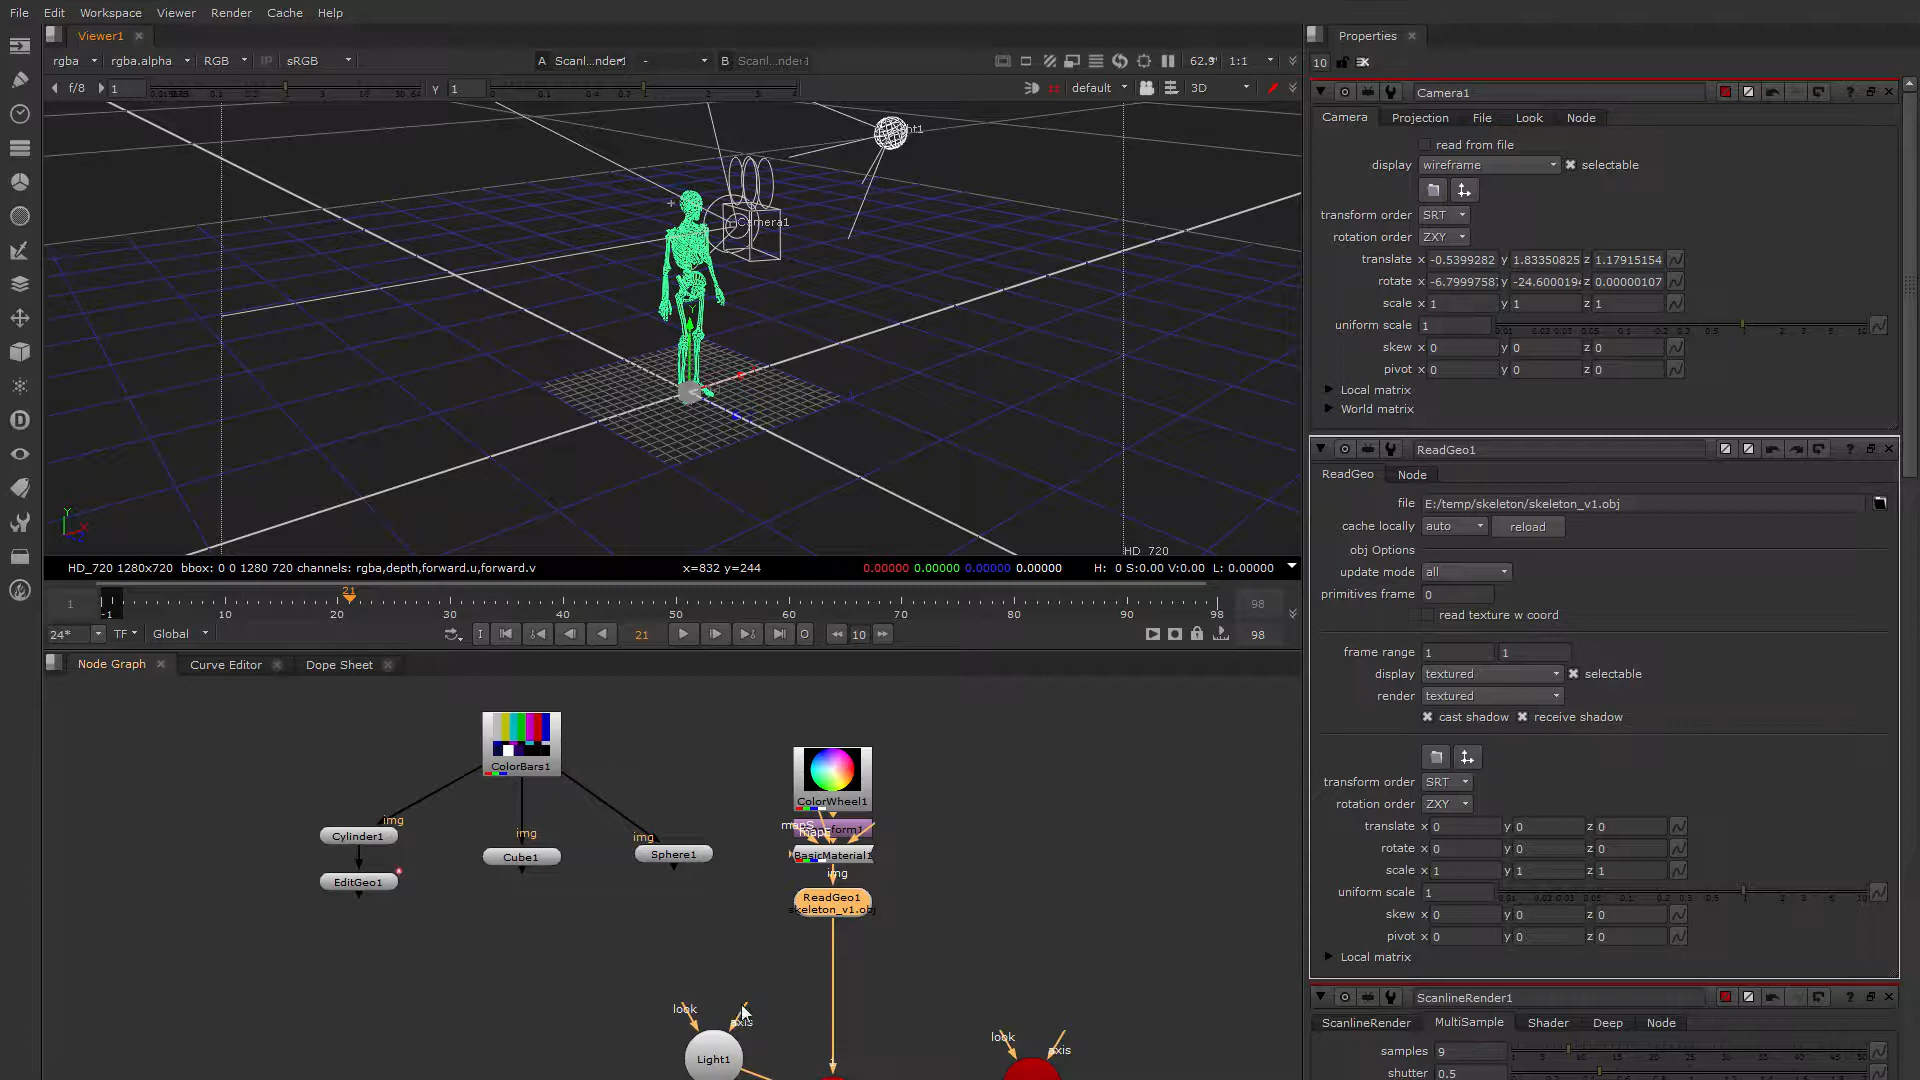 File Edit Workspace Viewer Render Cache Help
Viewer1
rgba rgba.alpha RGB IP sRGB A Scanl...nder B Scanl...nder 1:1
f/8 1 Y 1 default 3D
Camera1
HD_720
HD_720 1280x720 bbox: 0 0 1280 720 channels: rgba,depth,forward.u,forward.v x=832 y=244 0.00000 0.00000 0.00000 0.00000 H: 0 S:0.00 V:0.00 L: 0.00000
21
1 -1 10 20 30 40 50 60 70 80 90 98 98
24* TF Global 21 10 98
Node Graph Curve Editor Dope Sheet
ColorBars1
img
img
img
Cylinder1
Cube1
Sphere1
EditGeo1
ColorWheel1
BasicMaterial1
img
ReadGeo1
skeleton_v1.obj
look
axis
Light1
look
axis
Properties
10
Camera1
Camera Projection File Look Node
read from file
display wireframe selectable
transform order SRT
rotation order ZXY
translate x -0.5399282 y 1.83350825 z 1.17915154
rotate x -6.7999758 y -24.6000194 z 0.00000107
scale x 1 y 1 z 1
uniform scale 1
skew x 0 y 0 z 0
pivot x 0 y 0 z 0
Local matrix
World matrix
ReadGeo1
ReadGeo Node
file E:/temp/skeleton/skeleton_v1.obj
cache locally auto reload
obj Options
update mode all
primitives frame 0
read texture w coord
frame range 1 1
display textured selectable
render textured
cast shadow receive shadow
transform order SRT
rotation order ZXY
translate x 0 y 0 z 0
rotate x 0 y 0 z 0
scale x 1 y 1 z 1
uniform scale 1
skew x 0 y 0 z 0
pivot x 0 y 0 z 0
Local matrix
ScanlineRender1
ScanlineRender MultiSample Shader Deep Node
samples 9
shutter 0.5